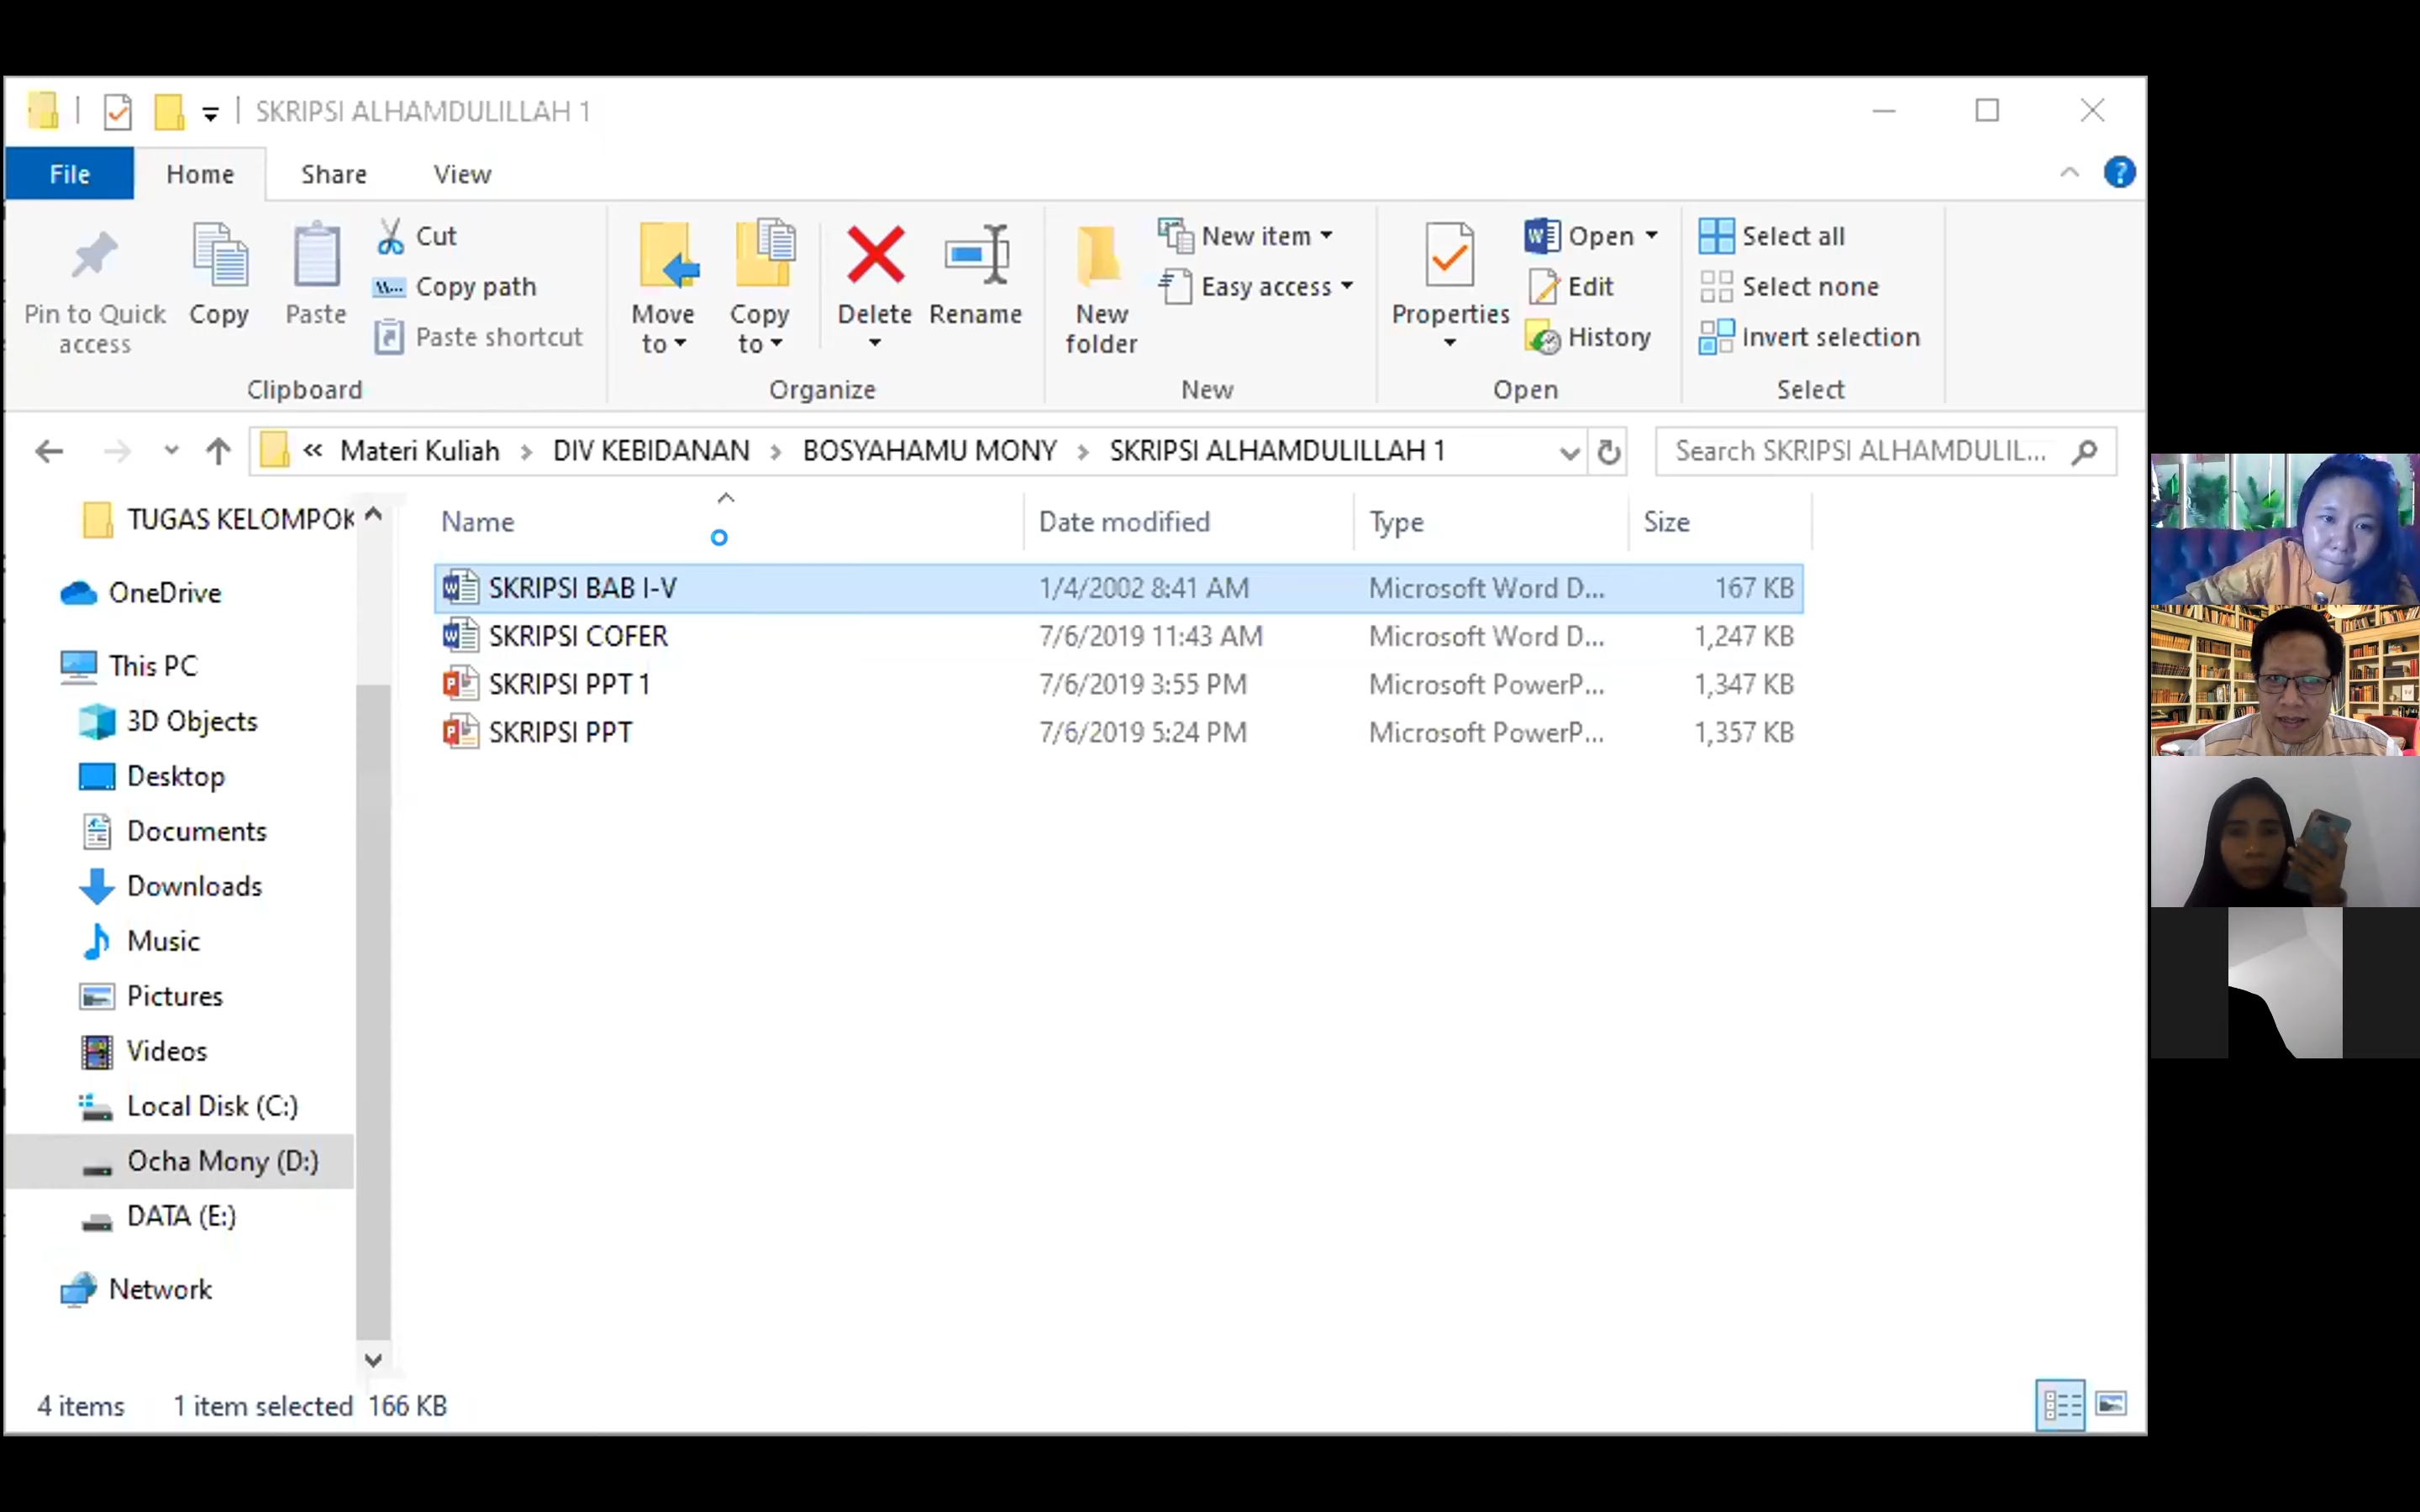 SKRIPSI ALHAMDULILLAH 1
File Home Share View
Pin to Quick access
Copy
Paste
Cut
Copy path
Paste shortcut
Clipboard
Move to
Copy to
Delete
Rename
Organize
New folder
New item
Easy access
New
Properties
Open
Edit
History
Open
Select all
Select none
Invert selection
Select
« Materi Kuliah > DIV KEBIDANAN > BOSYAHAMU MONY > SKRIPSI ALHAMDULILLAH 1
Search SKRIPSI ALHAMDULIL...
TUGAS KELOMPOK
OneDrive
This PC
3D Objects
Desktop
Documents
Downloads
Music
Pictures
Videos
Local Disk (C:)
Ocha Mony (D:)
DATA (E:)
Network
Name Date modified Type Size
SKRIPSI BAB I-V 1/4/2002 8:41 AM Microsoft Word D... 167 KB
SKRIPSI COFER 7/6/2019 11:43 AM Microsoft Word D... 1,247 KB
SKRIPSI PPT 1 7/6/2019 3:55 PM Microsoft PowerP... 1,347 KB
SKRIPSI PPT 7/6/2019 5:24 PM Microsoft PowerP... 1,357 KB
4 items 1 item selected 166 KB